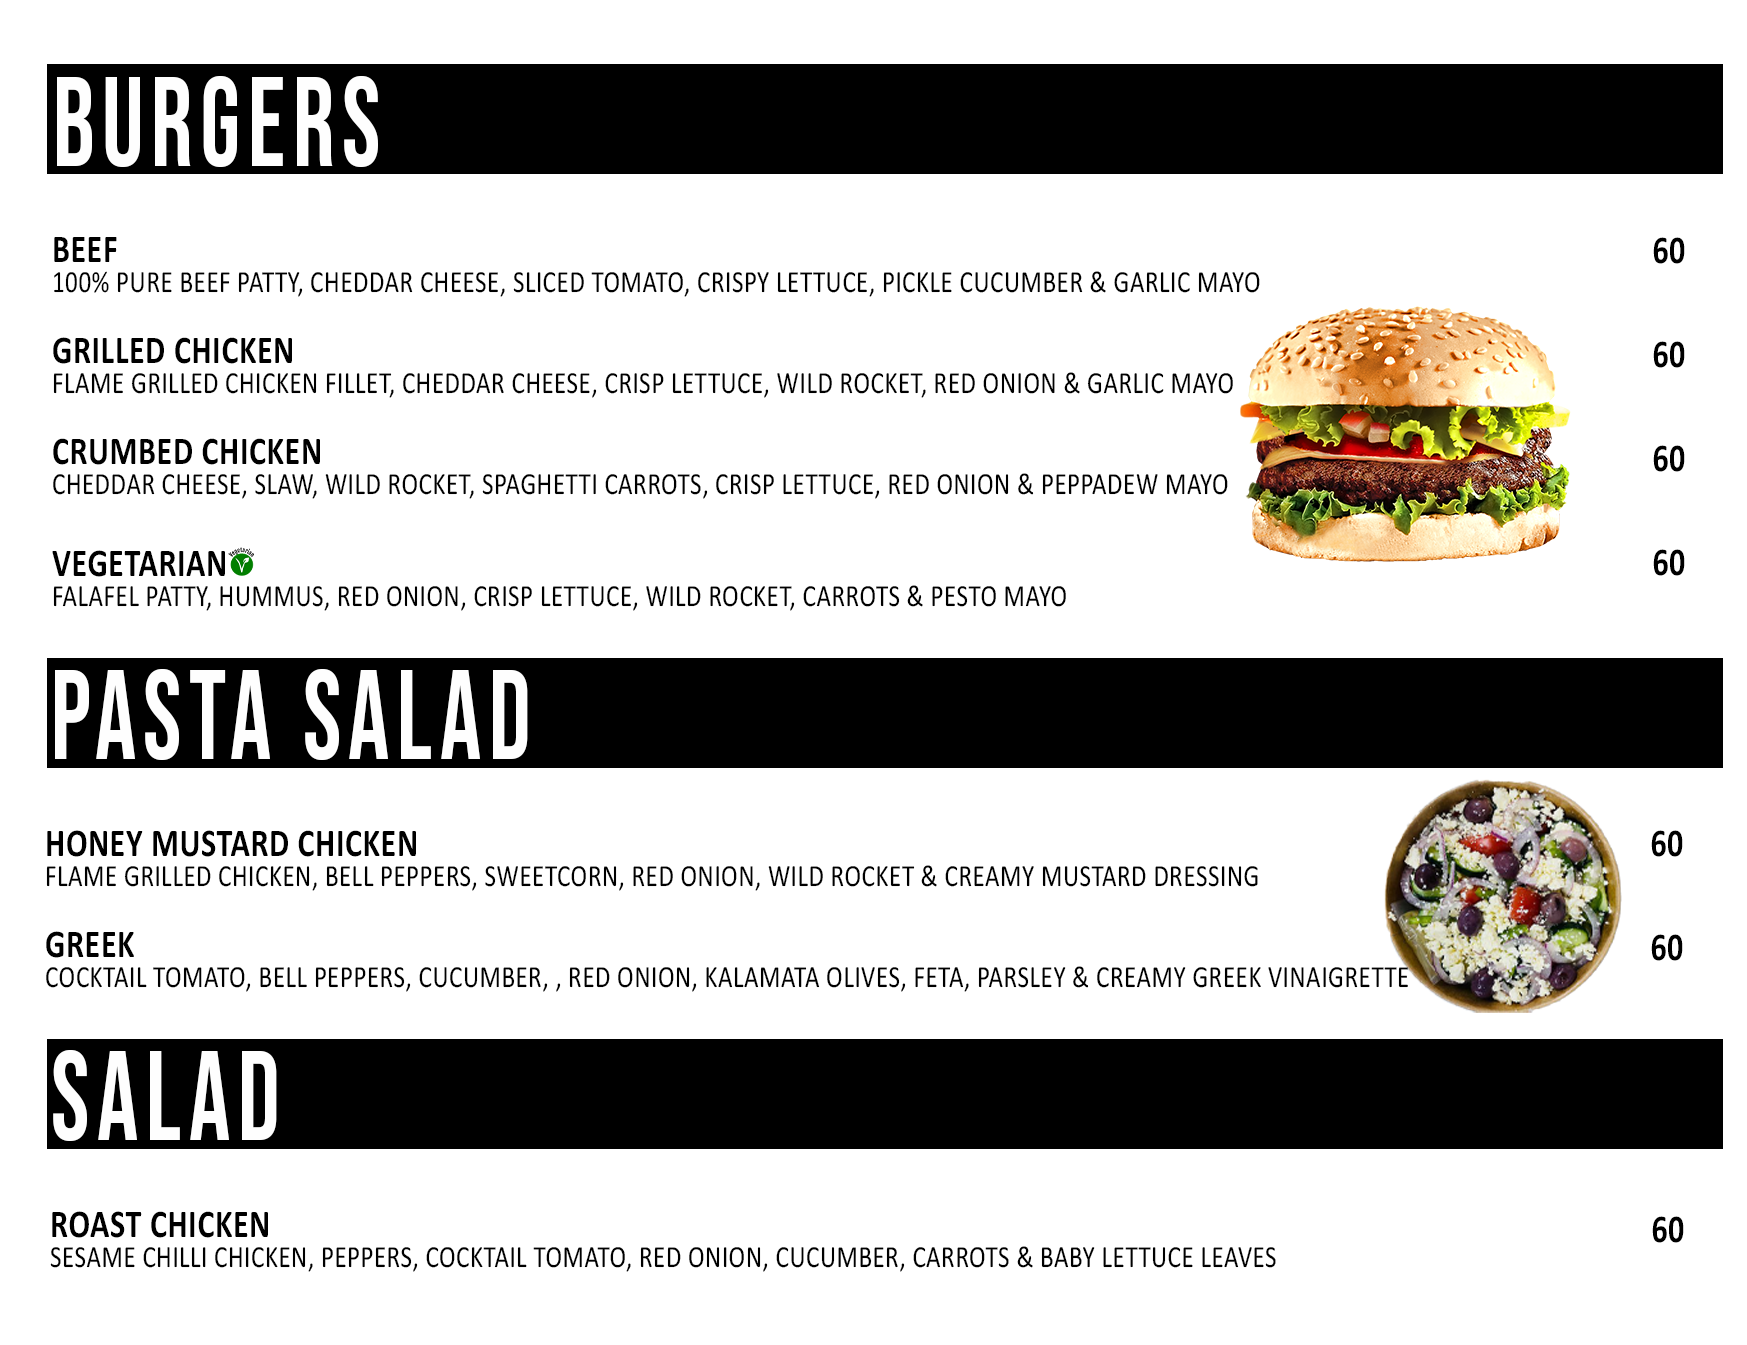 BURGERS
BEEF 60
100% PURE BEEF PATTY, CHEDDAR CHEESE, SLICED TOMATO, CRISPY LETTUCE, PICKLE CUCUMBER & GARLIC MAYO
GRILLED CHICKEN 60
FLAME GRILLED CHICKEN FILLET, CHEDDAR CHEESE, CRISP LETTUCE, WILD ROCKET, RED ONION & GARLIC MAYO
CRUMBED CHICKEN 60
CHEDDAR CHEESE, SLAW, WILD ROCKET, SPAGHETTI CARROTS, CRISP LETTUCE, RED ONION & PEPPADEW MAYO
VEGETARIAN Vegetarian 60
FALAFEL PATTY, HUMMUS, RED ONION, CRISP LETTUCE, WILD ROCKET, CARROTS & PESTO MAYO
PASTA SALAD
HONEY MUSTARD CHICKEN 60
FLAME GRILLED CHICKEN, BELL PEPPERS, SWEETCORN, RED ONION, WILD ROCKET & CREAMY MUSTARD DRESSING
GREEK 60
COCKTAIL TOMATO, BELL PEPPERS, CUCUMBER, , RED ONION, KALAMATA OLIVES, FETA, PARSLEY & CREAMY GREEK VINAIGRETTE
SALAD
ROAST CHICKEN 60
SESAME CHILLI CHICKEN, PEPPERS, COCKTAIL TOMATO, RED ONION, CUCUMBER, CARROTS & BABY LETTUCE LEAVES